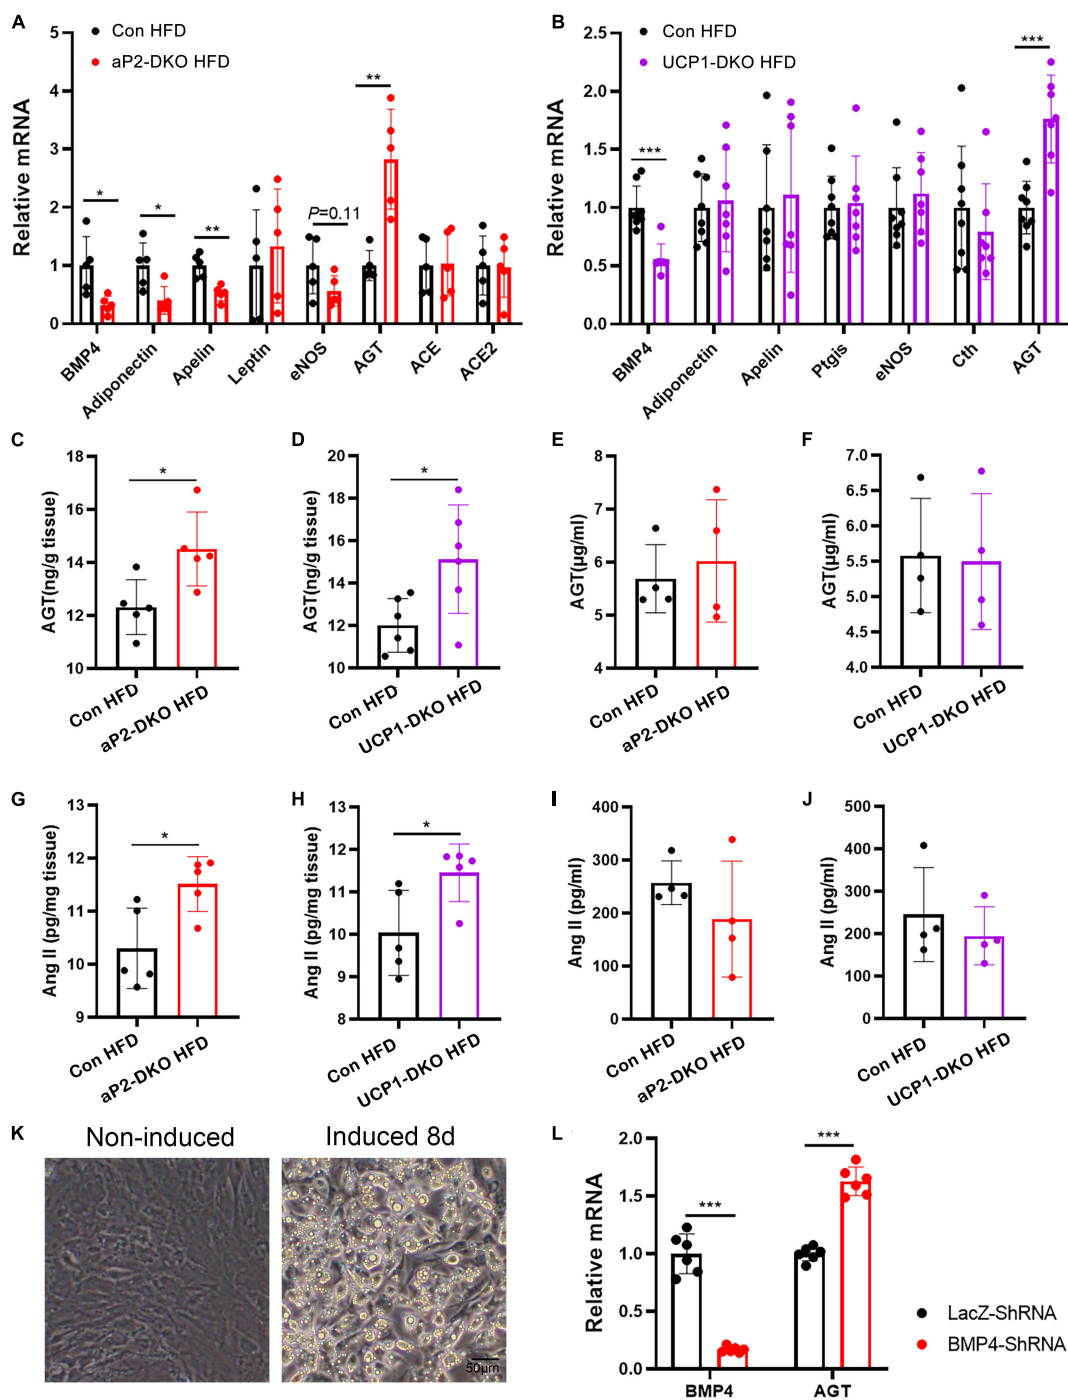 A
Con HFD
aP2-DKO HFD
Relative mRNA
5
4
3
2
1
0
*
*
**
P=0.11
**
BMP4
Adiponectin
Apelin
Leptin
eNOS
AGT
ACE
ACE2
B
Con HFD
UCP1-DKO HFD
Relative mRNA
2.5
2.0
1.5
1.0
0.5
0.0
***
***
BMP4
Adiponectin
Apelin
Ptgis
eNOS
Cth
AGT
C
AGT(ng/g tissue)
18
16
14
12
10
*
Con HFD
aP2-DKO HFD
D
AGT(ng/g tissue)
20
18
16
14
12
10
*
Con HFD
UCP1-DKO HFD
E
AGT(µg/ml)
8
7
6
5
4
Con HFD
aP2-DKO HFD
F
AGT(µg/ml)
7.0
6.5
6.0
5.5
5.0
4.5
4.0
Con HFD
UCP1-DKO HFD
G
Ang II (pg/mg tissue)
13
12
11
10
9
*
Con HFD
aP2-DKO HFD
H
Ang II (pg/mg tissue)
13
12
11
10
9
8
*
Con HFD
UCP1-DKO HFD
I
Ang II (pg/ml)
400
300
200
100
0
Con HFD
aP2-DKO HFD
J
Ang II (pg/ml)
500
400
300
200
100
0
Con HFD
UCP1-DKO HFD
K
Non-induced
Induced 8d
50µm
L
Relative mRNA
2.0
1.5
1.0
0.5
0.0
***
***
BMP4
AGT
LacZ-ShRNA
BMP4-ShRNA